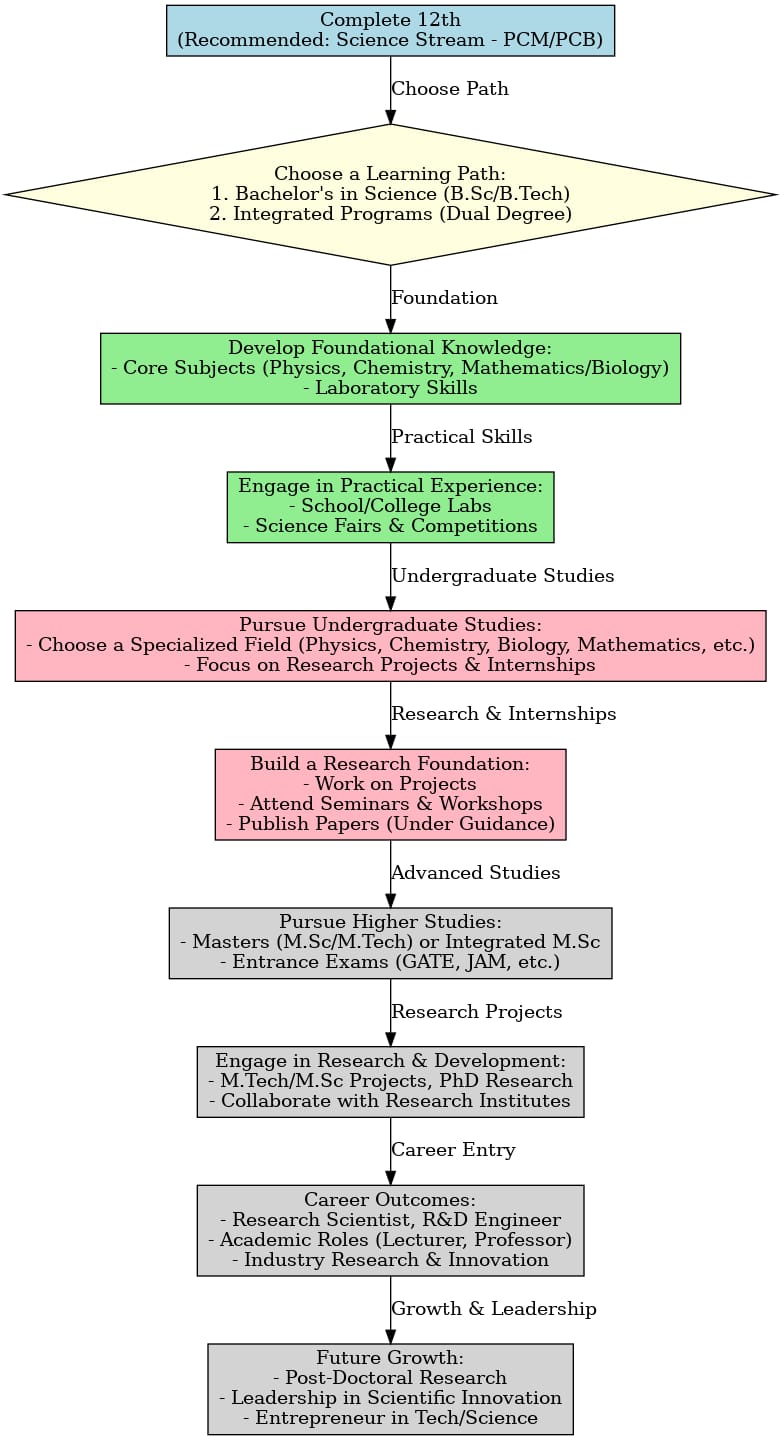 Complete 12th
(Recommended: Science Stream - PCM/PCB)
Choose Path
Choose a Learning Path:
1. Bachelor's in Science (B.Sc/B.Tech)
2. Integrated Programs (Dual Degree)
Foundation
Develop Foundational Knowledge:
- Core Subjects (Physics, Chemistry, Mathematics/Biology)
- Laboratory Skills
Practical Skills
Engage in Practical Experience:
- School/College Labs
- Science Fairs & Competitions
Undergraduate Studies
Pursue Undergraduate Studies:
- Choose a Specialized Field (Physics, Chemistry, Biology, Mathematics, etc.)
- Focus on Research Projects & Internships
Research & Internships
Build a Research Foundation:
- Work on Projects
- Attend Seminars & Workshops
- Publish Papers (Under Guidance)
Advanced Studies
Pursue Higher Studies:
- Masters (M.Sc/M.Tech) or Integrated M.Sc
- Entrance Exams (GATE, JAM, etc.)
Research Projects
Engage in Research & Development:
- M.Tech/M.Sc Projects, PhD Research
- Collaborate with Research Institutes
Career Entry
Career Outcomes:
- Research Scientist, R&D Engineer
- Academic Roles (Lecturer, Professor)
- Industry Research & Innovation
Growth & Leadership
Future Growth:
- Post-Doctoral Research
- Leadership in Scientific Innovation
- Entrepreneur in Tech/Science